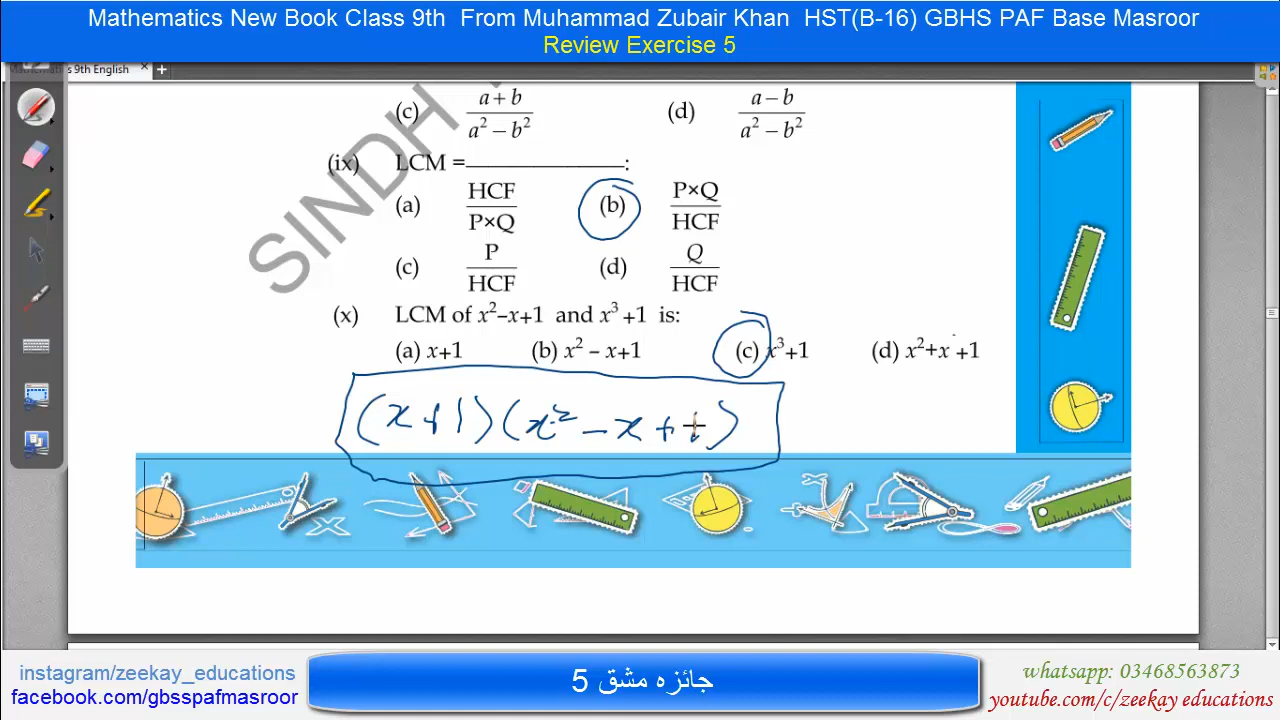 Mathematics New Book Class 9th From Muhammad Zubair Khan HST(B-16) GBHS PAF Base Masroor
Review Exercise 5
s 9th English
(c) a + b / a² – b² (d) a – b / a² – b²
SINDH
(ix) LCM =____________:
(a) HCF / P×Q (b) P×Q / HCF
(c) P / HCF (d) Q / HCF
(x) LCM of x²–x+1 and x³+1 is:
(a) x+1 (b) x² – x+1 (c) x³+1 (d) x²+x+1
(x+1)(x²-x+1)
instagram/zeekay_educations
facebook.com/gbsspafmasroor
جائزہ مشق 5
whatsapp: 03468563873
youtube.com/c/zeekay educations